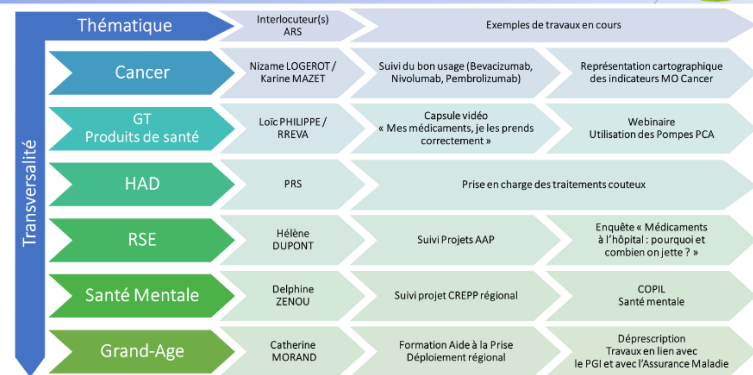 Thématique
Interlocuteur(s)
ARS
Exemples de travaux en cours
Transversalité
Cancer
Nizame LOGEROT /
Karine MAZET
Suivi du bon usage (Bevacizumab,
Nivolumab, Pembrolizumab)
Représentation cartographique
des indicateurs MO Cancer
GT
Produits de santé
Loïc PHILIPPE /
RREVA
Capsule vidéo
« Mes médicaments, je les prends
correctement »
Webinaire
Utilisation des Pompes PCA
HAD
PRS
Prise en charge des traitements couteux
RSE
Hélène
DUPONT
Suivi Projets AAP
Enquête « Médicaments
à l’hôpital : pourquoi et
combien on jette ? »
Santé Mentale
Delphine
ZENOU
Suivi projet CREPP régional
COPIL
Santé mentale
Grand-Age
Catherine
MORAND
Formation Aide à la Prise
Déploiement régional
Déprescription
Travaux en lien avec
le PGI et avec l’Assurance Maladie